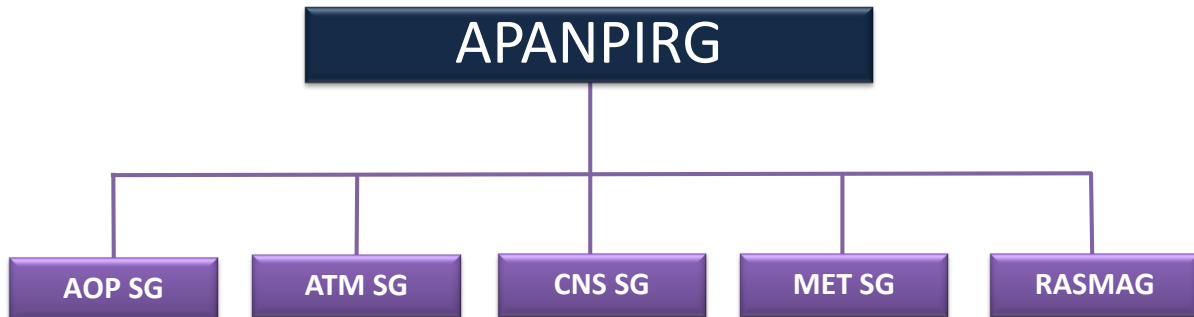 APANPIRG
AOP SG
ATM SG
CNS SG
MET SG
RASMAG